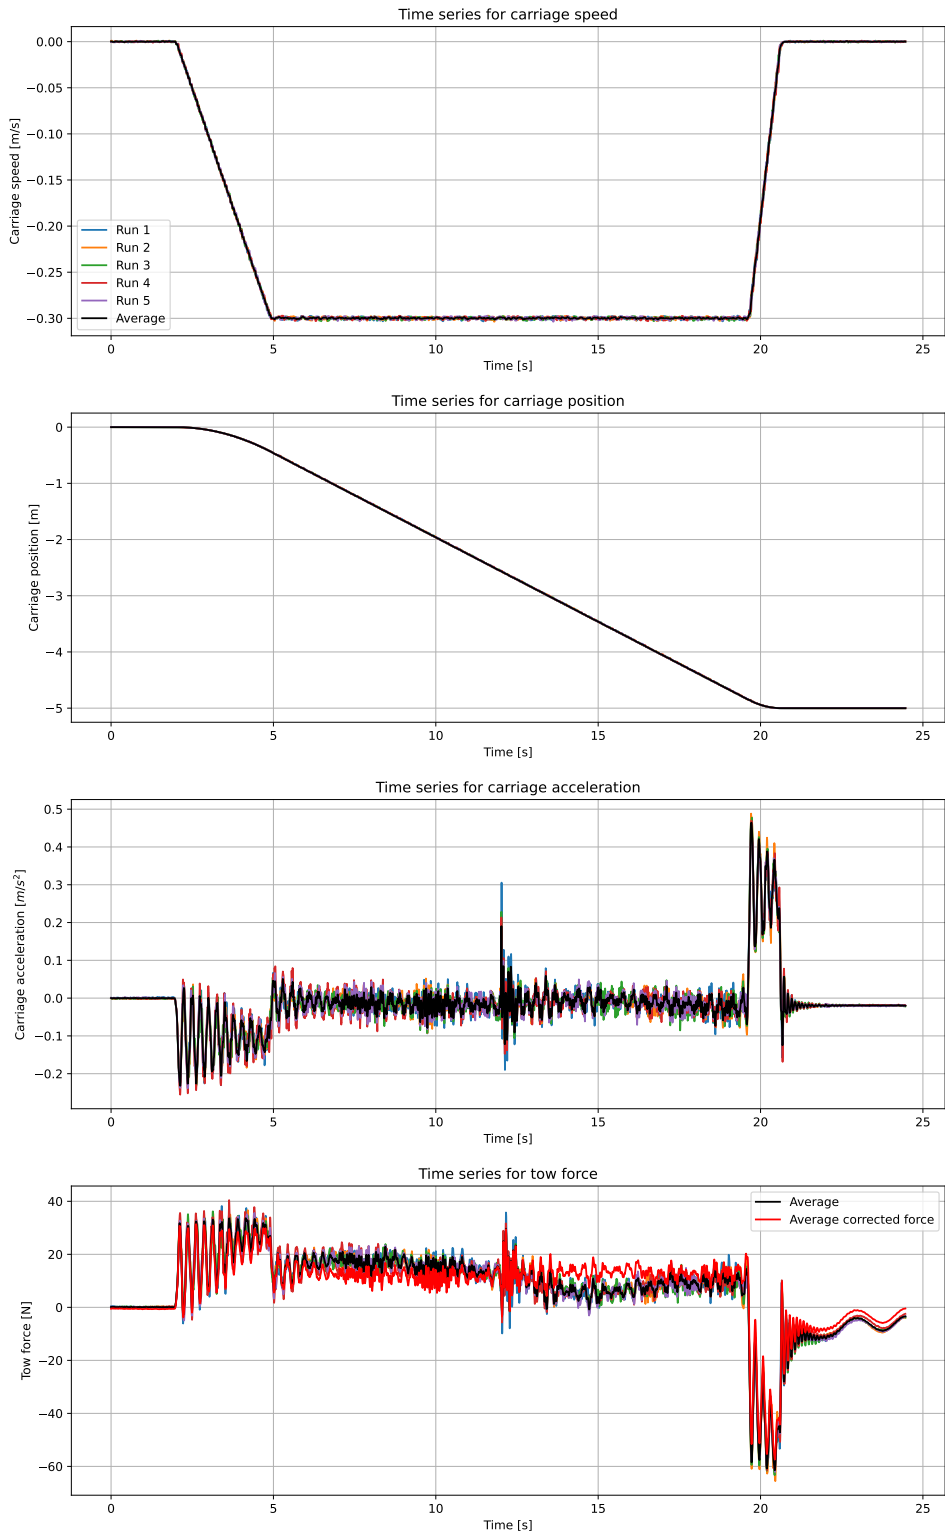 Time series for carriage speed
0.00
−0.05
−0.10
−0.15
−0.20
−0.25
−0.30
Carriage speed [m/s]
Run 1
Run 2
Run 3
Run 4
Run 5
Average
0 5 10 15 20 25
Time [s]
Time series for carriage position
0
−1
−2
−3
−4
−5
Carriage position [m]
0 5 10 15 20 25
Time [s]
Time series for carriage acceleration
0.5
0.4
0.3
0.2
0.1
0.0
−0.1
−0.2
Carriage acceleration [m/s²]
0 5 10 15 20 25
Time [s]
Time series for tow force
40
20
0
−20
−40
−60
Tow force [N]
Average
Average corrected force
0 5 10 15 20 25
Time [s]